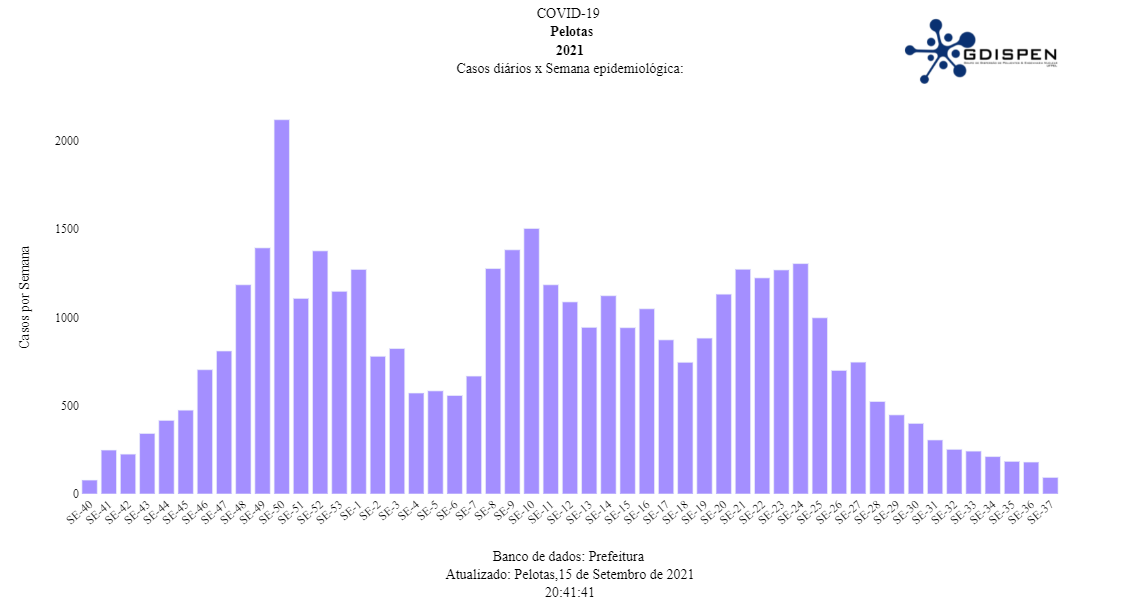 COVID-19
Pelotas
2021
Casos diários x Semana epidemiológica:
GDISPEN
Casos por Semana
2000
1500
1000
500
0
SE-40
SE-41
SE-42
SE-43
SE-44
SE-45
SE-46
SE-47
SE-48
SE-49
SE-50
SE-51
SE-52
SE-53
SE-1
SE-2
SE-3
SE-4
SE-5
SE-6
SE-7
SE-8
SE-9
SE-10
SE-11
SE-12
SE-13
SE-14
SE-15
SE-16
SE-17
SE-18
SE-19
SE-20
SE-21
SE-22
SE-23
SE-24
SE-25
SE-26
SE-27
SE-28
SE-29
SE-30
SE-31
SE-32
SE-33
SE-34
SE-35
SE-36
SE-37
Banco de dados: Prefeitura
Atualizado: Pelotas,15 de Setembro de 2021
20:41:41